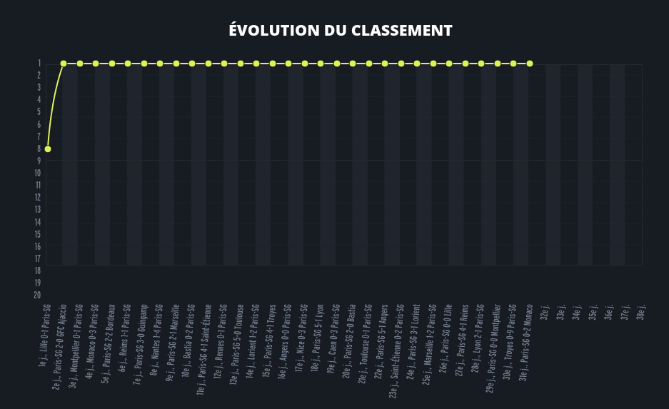 ÉVOLUTION DU CLASSEMENT
1
2
3
4
5
6
7
8
9
10
11
12
13
14
15
16
17
18
19
20
1e j., Lille 0-1 Paris-SG
2e j., Paris-SG 2-0 GFC Ajaccio
3e j., Montpellier 0-1 Paris-SG
4e j., Monaco 0-3 Paris-SG
5e j., Paris-SG 2-2 Bordeaux
6e j., Reims 1-1 Paris-SG
7e j., Paris-SG 3-0 Guingamp
8e j., Nantes 1-4 Paris-SG
9e j., Paris-SG 2-1 Marseille
10e j., Bastia 0-2 Paris-SG
11e j., Paris-SG 4-1 Saint-Étienne
12e j., Rennes 0-1 Paris-SG
13e j., Paris-SG 5-0 Toulouse
14e j., Lorient 1-2 Paris-SG
15e j., Paris-SG 4-1 Troyes
16e j., Angers 0-0 Paris-SG
17e j., Nice 0-3 Paris-SG
18e j., Paris-SG 5-1 Lyon
19e j., Caen 0-3 Paris-SG
20e j., Paris-SG 2-0 Bastia
21e j., Toulouse 0-1 Paris-SG
22e j., Paris-SG 5-1 Angers
23e j., Saint-Étienne 0-2 Paris-SG
24e j., Paris-SG 3-1 Lorient
25e j., Marseille 1-2 Paris-SG
26e j., Paris-SG 0-0 Lille
27e j., Paris-SG 4-1 Reims
28e j., Lyon 2-1 Paris-SG
29e j., Paris-SG 0-0 Montpellier
30e j., Troyes 0-9 Paris-SG
31e j., Paris-SG 0-2 Monaco
32e j.
33e j.
34e j.
35e j.
36e j.
37e j.
38e j.